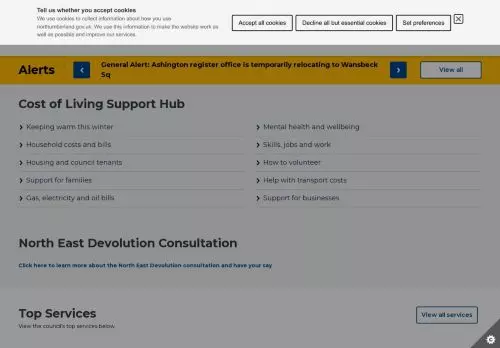 Tell us whether you accept cookies
We use cookies to collect information about how you use
northumberland.gov.uk. We use this information to make the website work as
well as possible and improve our services.
Accept all cookies
Decline all but essential cookies
Set preferences
Alerts
General Alert: Ashington register office is temporarily relocating to Wansbeck
Sq
View all
Cost of Living Support Hub
Keeping warm this winter
Mental health and wellbeing
Household costs and bills
Skills, jobs and work
Housing and council tenants
How to volunteer
Support for families
Help with transport costs
Gas, electricity and oil bills
Support for businesses
North East Devolution Consultation
Click here to learn more about the North East Devolution consultation and have your say
Top Services
View all services
View the council's top services below.